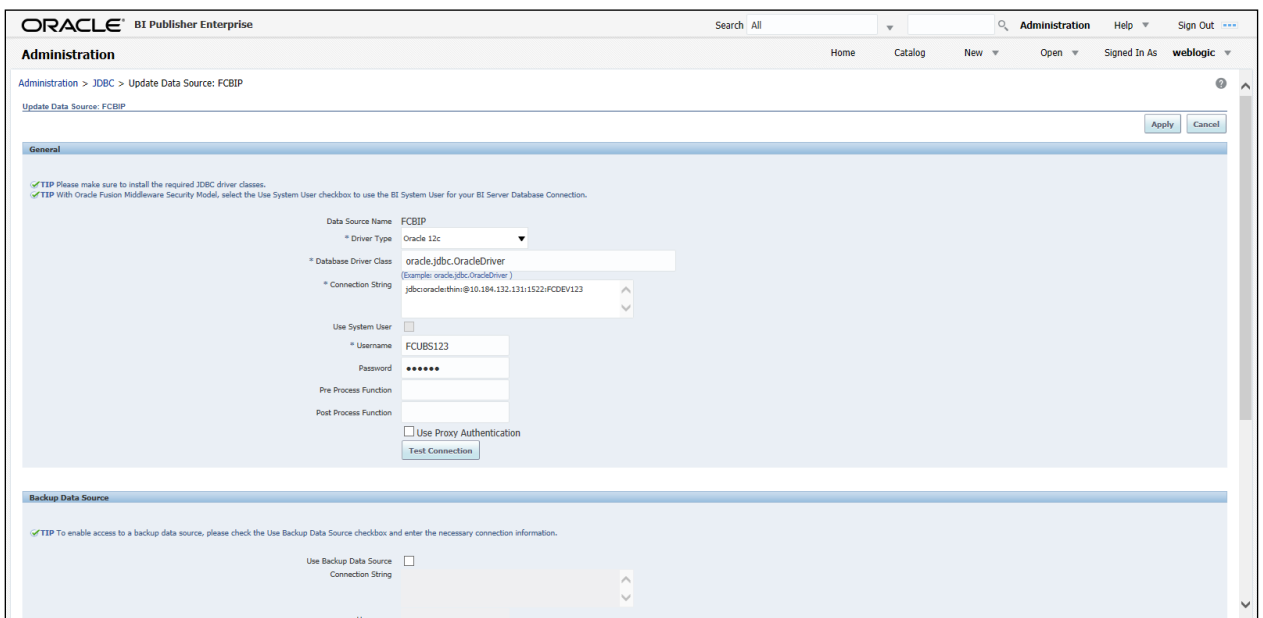 ORACLE BI Publisher Enterprise Search All Administration Help Sign Out
Administration Home Catalog New Open Signed In As weblogic
Administration > JDBC > Update Data Source: FCBIP
Update Data Source: FCBIP
Apply Cancel
General
TIP Please make sure to install the required JDBC driver classes.
TIP With Oracle Fusion Middleware Security Model, select the Use System User checkbox to use the BI System User for your BI Server Database Connection.
Data Source Name FCBIP
* Driver Type Oracle 12c
* Database Driver Class oracle.jdbc.OracleDriver
(Example: oracle.jdbc.OracleDriver )
* Connection String jdbc:oracle:thin:@10.184.132.131:1522:FCDEV123
Use System User
* Username FCUBS123
Password ●●●●●●
Pre Process Function
Post Process Function
Use Proxy Authentication
Test Connection
Backup Data Source
TIP To enable access to a backup data source, please check the Use Backup Data Source checkbox and enter the necessary connection information.
Use Backup Data Source
Connection String